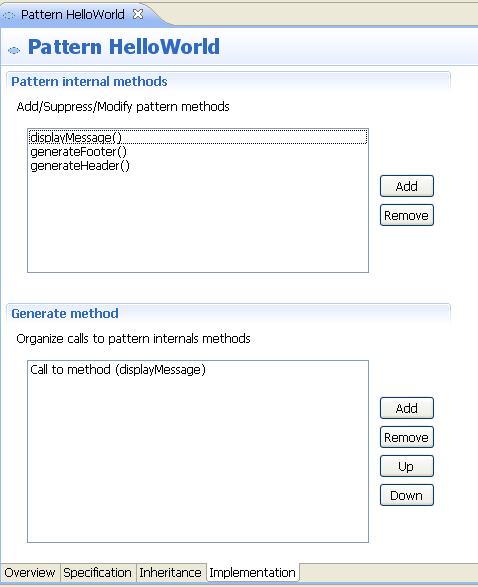 Pattern HelloWorld
Pattern HelloWorld
Pattern internal methods
Add/Suppress/Modify pattern methods
displayMessage()
generateFooter()
generateHeader()
Add
Remove
Generate method
Organize calls to pattern internals methods
Call to method (displayMessage)
Add
Remove
Up
Down
Overview Specification Inheritance Implementation